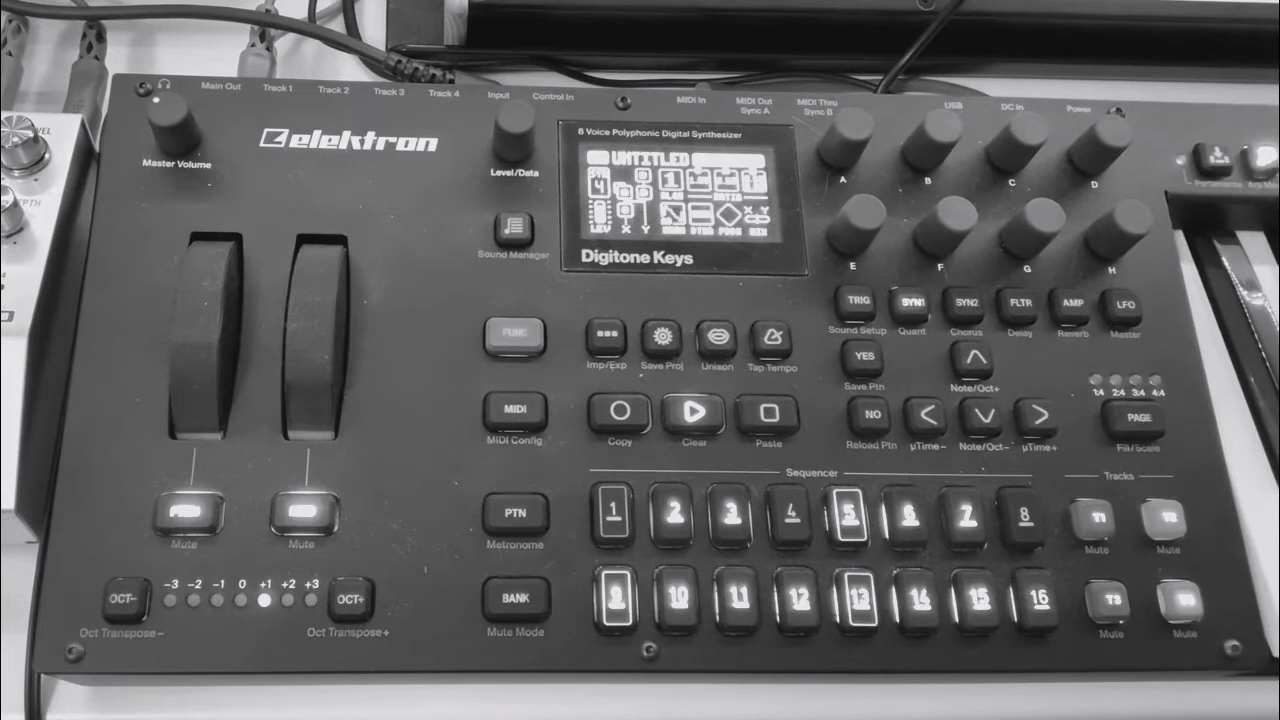 Main Out Track 1 Track 2 Track 3 Track 4 Input Control In MIDI In MIDI Out Sync A MIDI Thru Sync B USB DC In Power
Master Volume
elektron
Level/Data
8 Voice Polyphonic Digital Synthesizer
UNTITLED
SYN
4
LEV X Y
X Y
MIX
Digitone Keys
A B C D
E F G H
Sound Manager
TRIG SYN1 SYN2 FLTR AMP LFO
Sound Setup Quant Chorus Delay Reverb Master
FUNC
Imp/Exp Save Proj Unison Tap Tempo
YES
Save Ptn Note/Oct+
1:4 2:4 3:4 4:4
MIDI
MIDI Config
Copy Clear Paste
NO
PAGE
Reload Ptn µTime- Note/Oct- µTime+ Fill/Scale
Sequencer Tracks
PTN
Metronome
1 2 3 4 5 6 7 8
T1
Mute Mute
Mute Mute
-3 -2 -1 0 +1 +2 +3
OCT- OCT+
Oct Transpose- Oct Transpose+
BANK
Mute Mode
9 10 11 12 13 14 15 16
T3
Mute Mute